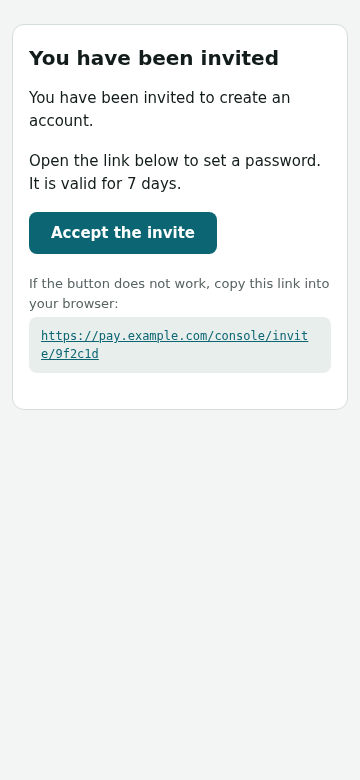 You have been invited
You have been invited to create an
account.
Open the link below to set a password.
It is valid for 7 days.
Accept the invite
If the button does not work, copy this link into
your browser:
https://pay.example.com/console/invit
e/9f2c1d